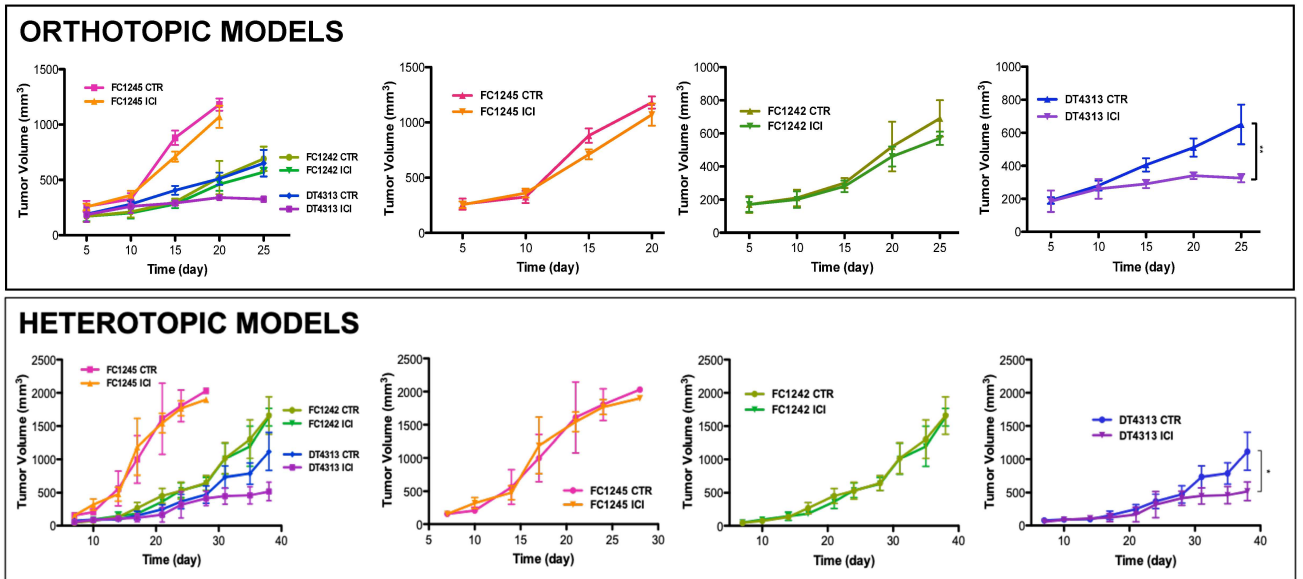 ORTHOTOPIC MODELS
Tumor Volume (mm³)
1500
1000
500
0
5 10 15 20 25
Time (day)
FC1245 CTR
FC1245 ICI
FC1242 CTR
FC1242 ICI
DT4313 CTR
DT4313 ICI
Tumor Volume (mm³)
1500
1000
500
0
5 10 15 20
Time (day)
FC1245 CTR
FC1245 ICI
Tumor Volume (mm³)
1000
800
600
400
200
0
5 10 15 20 25
Time (day)
FC1242 CTR
FC1242 ICI
Tumor Volume (mm³)
1000
800
600
400
200
0
5 10 15 20 25
Time (day)
DT4313 CTR
DT4313 ICI
**
HETEROTOPIC MODELS
Tumor Volume (mm³)
2500
2000
1500
1000
500
0
10 20 30 40
Time (day)
FC1245 CTR
FC1245 ICI
FC1242 CTR
FC1242 ICI
DT4313 CTR
DT4313 ICI
Tumor Volume (mm³)
2500
2000
1500
1000
500
0
5 10 15 20 25 30
Time (day)
FC1245 CTR
FC1245 ICI
Tumor Volume (mm³)
2500
2000
1500
1000
500
0
10 20 30 40
Time (day)
FC1242 CTR
FC1242 ICI
Tumor Volume (mm³)
2500
2000
1500
1000
500
0
10 20 30 40
Time (day)
DT4313 CTR
DT4313 ICI
*